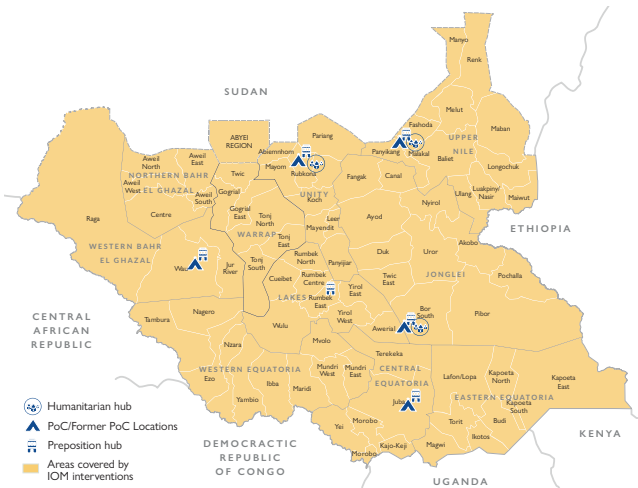 Manyo
Renk
SUDAN
Melut
ABYEI
REGION
Pariang
Fashoda
Maban
UPPER
NILE
Abiemnhom
Panyikang
Malakal
Baliet
Aweil
North
Aweil
East
Mayom
Rubkona
Longochuk
NORTHERN BAHR
EL GHAZAL
Twic
Fangak
Canal
Aweil
West
Aweil
South
Gogrial
UNITY
Koch
Nyirol
Ulang
Luakpiny/
Nasir
Maiwut
Raga
Centre
Gogrial
East
Tonj
North
Leer
Mayendit
Ayod
ETHIOPIA
WARRAP
Tonj
East
WESTERN BAHR
EL GHAZAL
Akobo
Wau
Jur
River
Tonj
South
Rumbek
North
Panyijiar
Duk
Uror
JONGLEI
Pochalla
Cueibet
Rumbek
Centre
Yirol
East
Twic
East
LAKES
Rumbek
East
CENTRAL
AFRICAN
REPUBLIC
Tambura
Nagero
Wulu
Yirol
West
Awerial
Bor
South
Pibor
Nzara
Mvolo
Terekeka
WESTERN EQUATORIA
Ezo
Ibba
Mundri
West
Mundri
East
CENTRAL
EQUATORIA
Lafon/Lopa
Kapoeta
North
Kapoeta
East
Yambio
Maridi
Juba
EASTERN EQUATORIA
Kapoeta
South
Yei
Morobo
Torit
Budi
Ikotos
KENYA
Kajo-Keji
Magwi
Morobo
DEMOCRACTIC
REPUBLIC
OF CONGO
UGANDA
Humanitarian hub
PoC/Former PoC Locations
Preposition hub
Areas covered by
IOM interventions